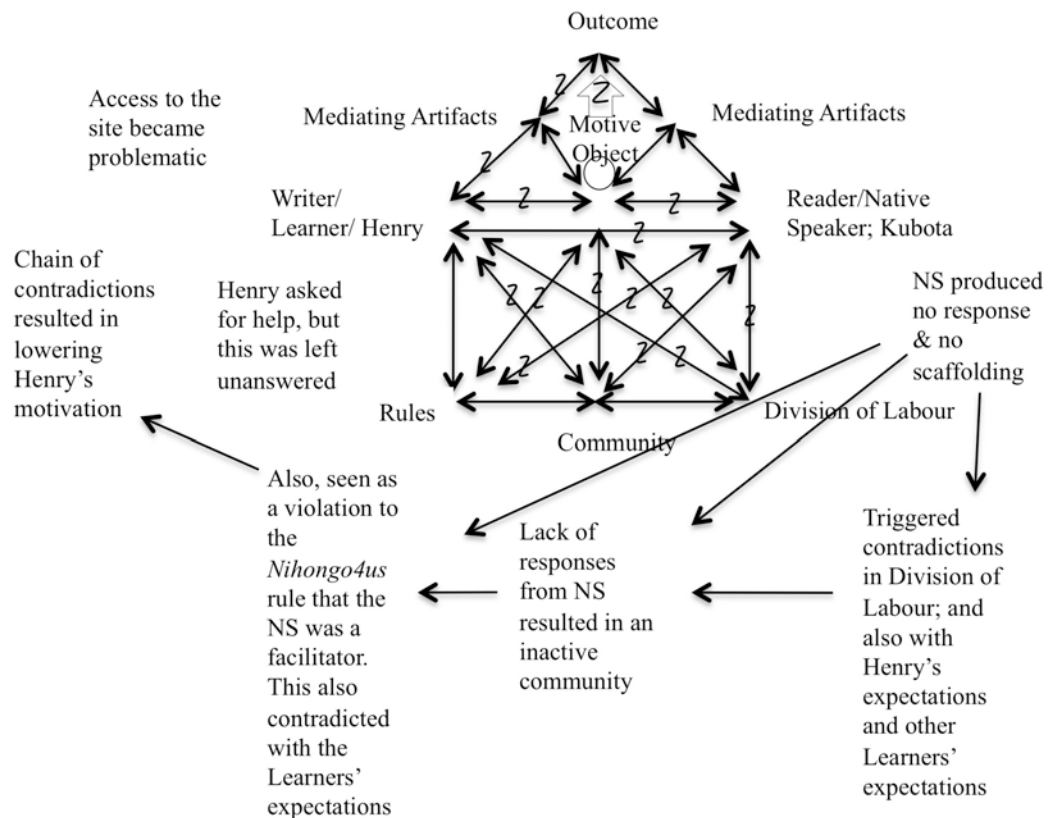 Outcome
Access to the
site became
problematic
Mediating Artifacts
Motive
Object
Mediating Artifacts
Writer/
Learner/ Henry
Reader/Native
Speaker; Kubota
Chain of
contradictions
resulted in
lowering
Henry's
motivation
Henry asked
for help, but
this was left
unanswered
NS produced
no response
& no
scaffolding
Rules
Community
Division of Labour
Also, seen as
a violation to
the
Nihongo4us
rule that the
NS was a
facilitator.
This also
contradicted
with the
Learners'
expectations
Lack of
responses
from NS
resulted in an
inactive
community
Triggered
contradictions
in Division of
Labour; and
also with
Henry's
expectations
and other
Learners'
expectations